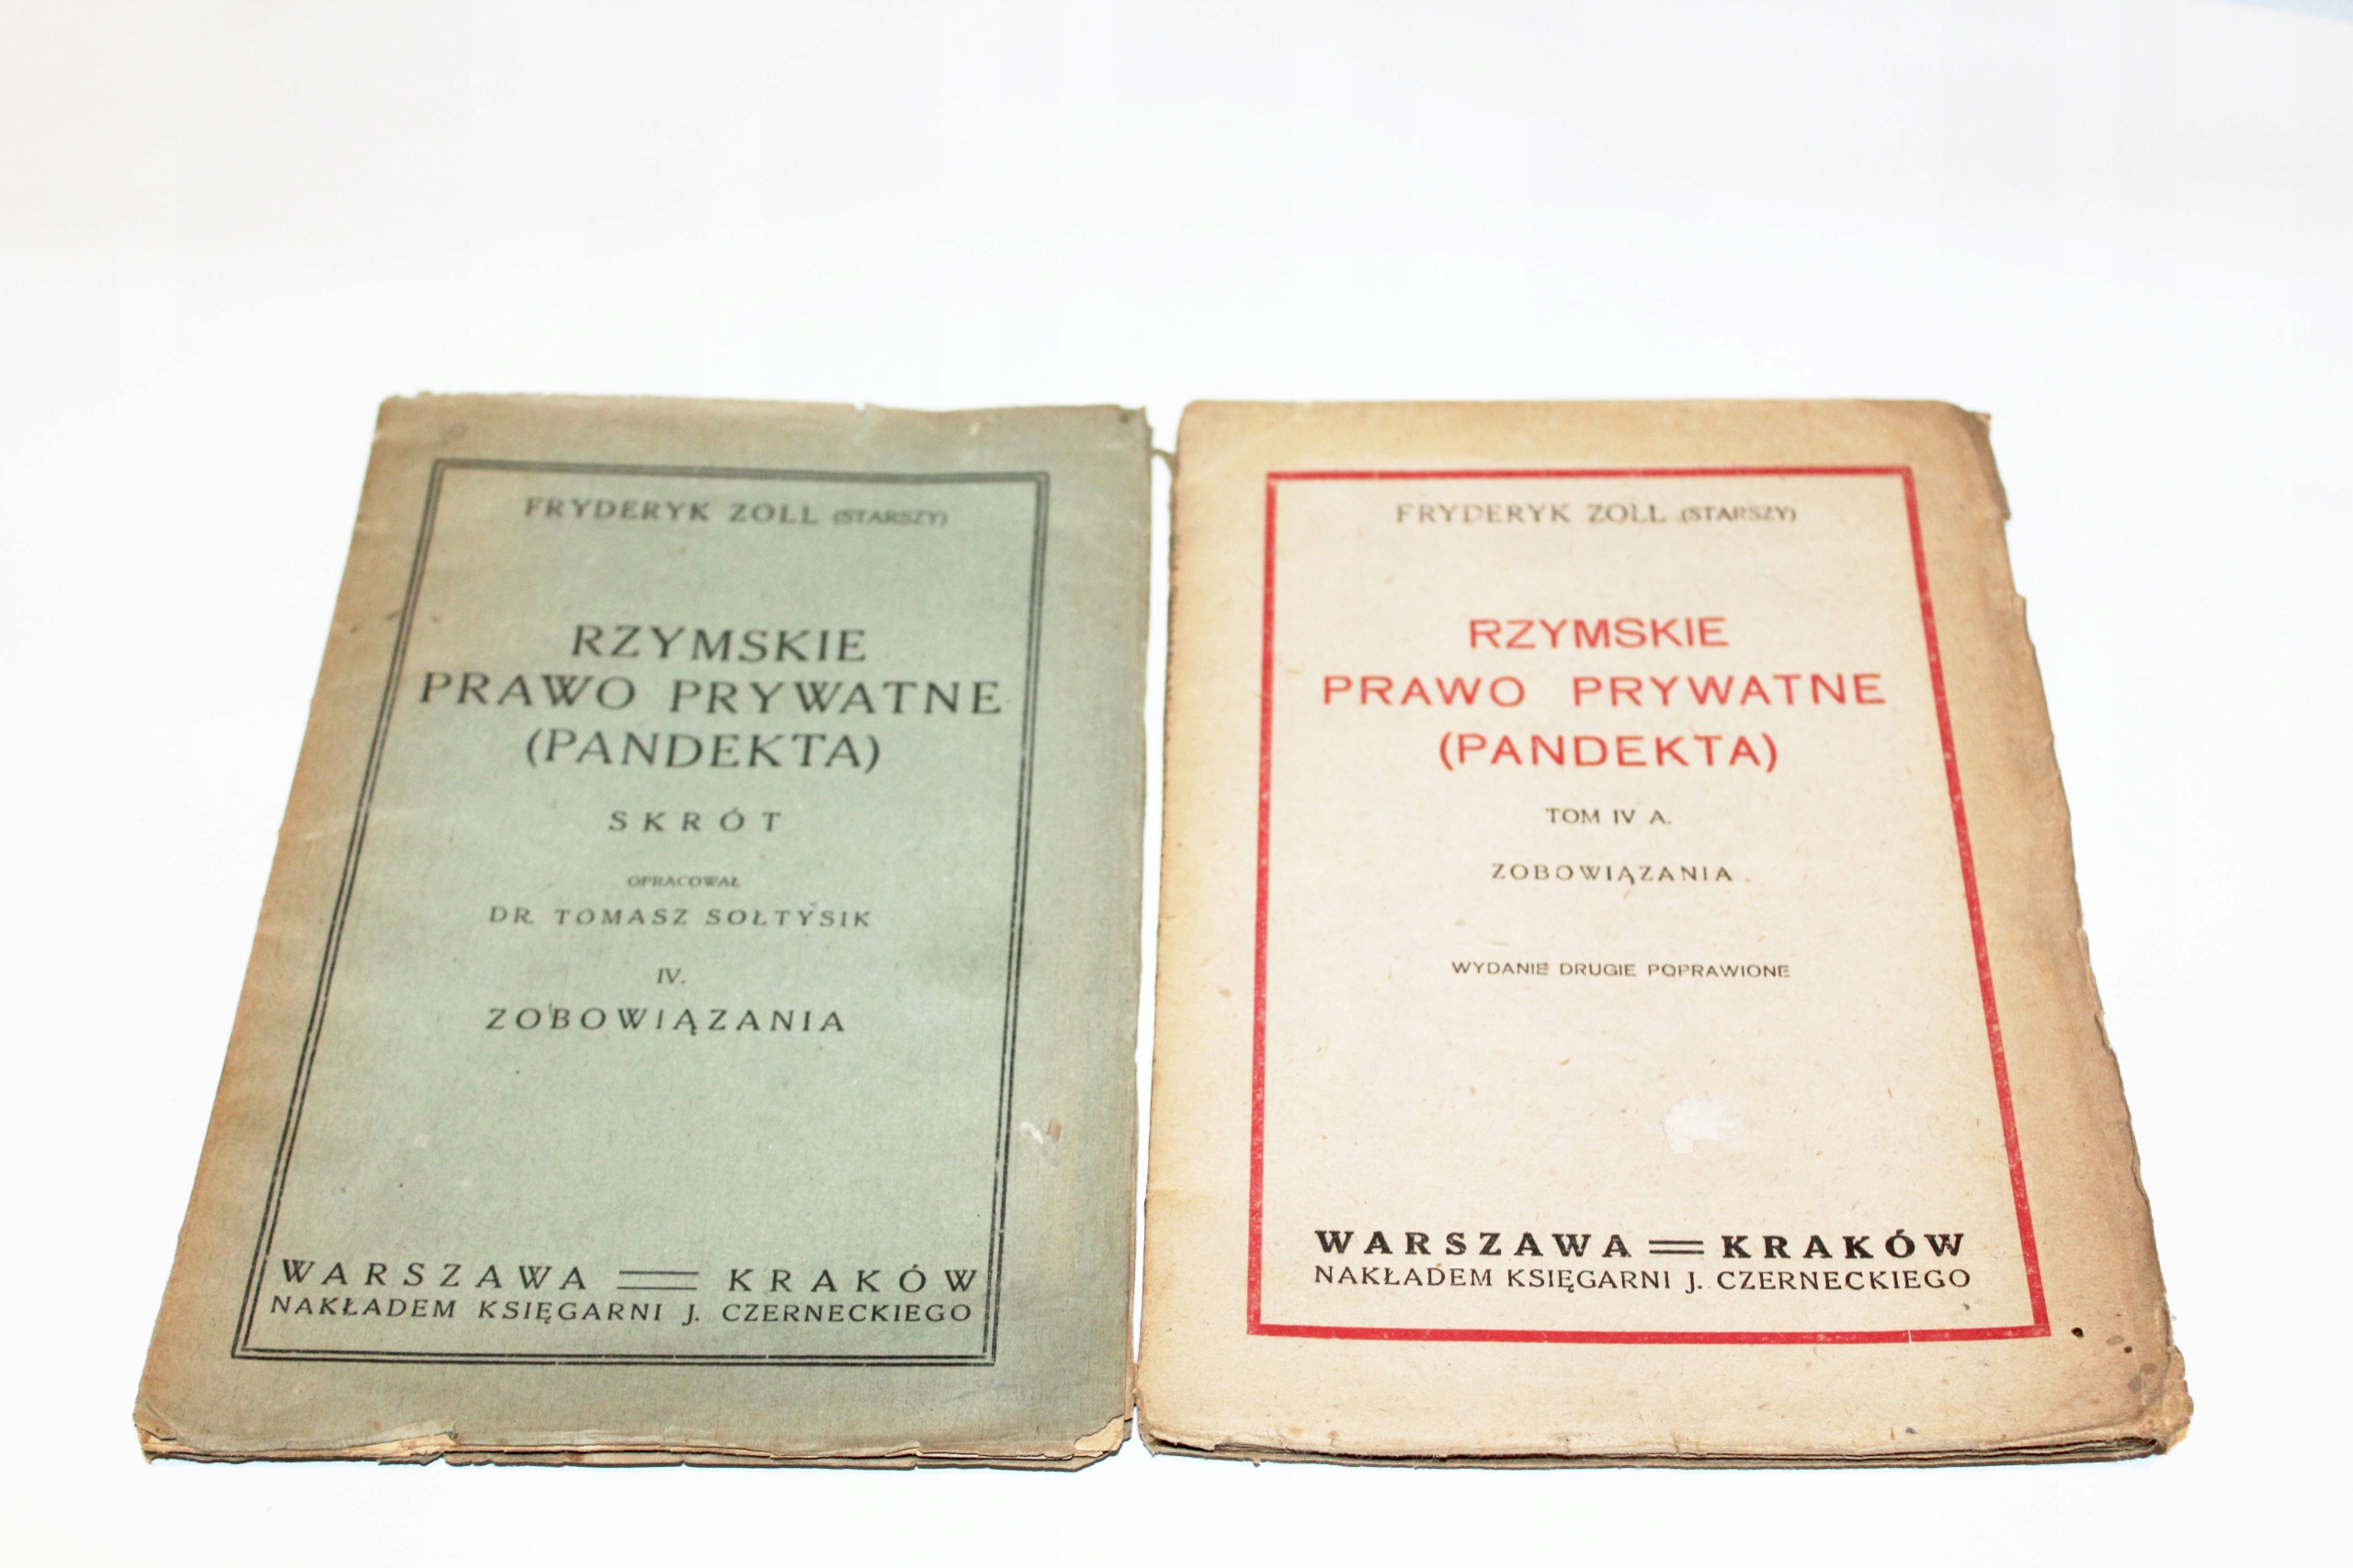 FRYDERYK ZOLL (STARSZY)
RZYMSKIE
PRAWO PRYWATNE
(PANDEKTA)
SKRÓT
OPRACOWAŁ
DR. TOMASZ SOŁTYSIK
IV.
ZOBOWIĄZANIA
WARSZAWA = KRAKÓW
NAKŁADEM KSIĘGARNI J. CZERNECKIEGO
FRYDERYK ZOLL (STARSZY)
RZYMSKIE
PRAWO PRYWATNE
(PANDEKTA)
TOM IV A.
ZOBOWIĄZANIA
WYDANIE DRUGIE POPRAWIONE
WARSZAWA = KRAKÓW
NAKŁADEM KSIĘGARNI J. CZERNECKIEGO